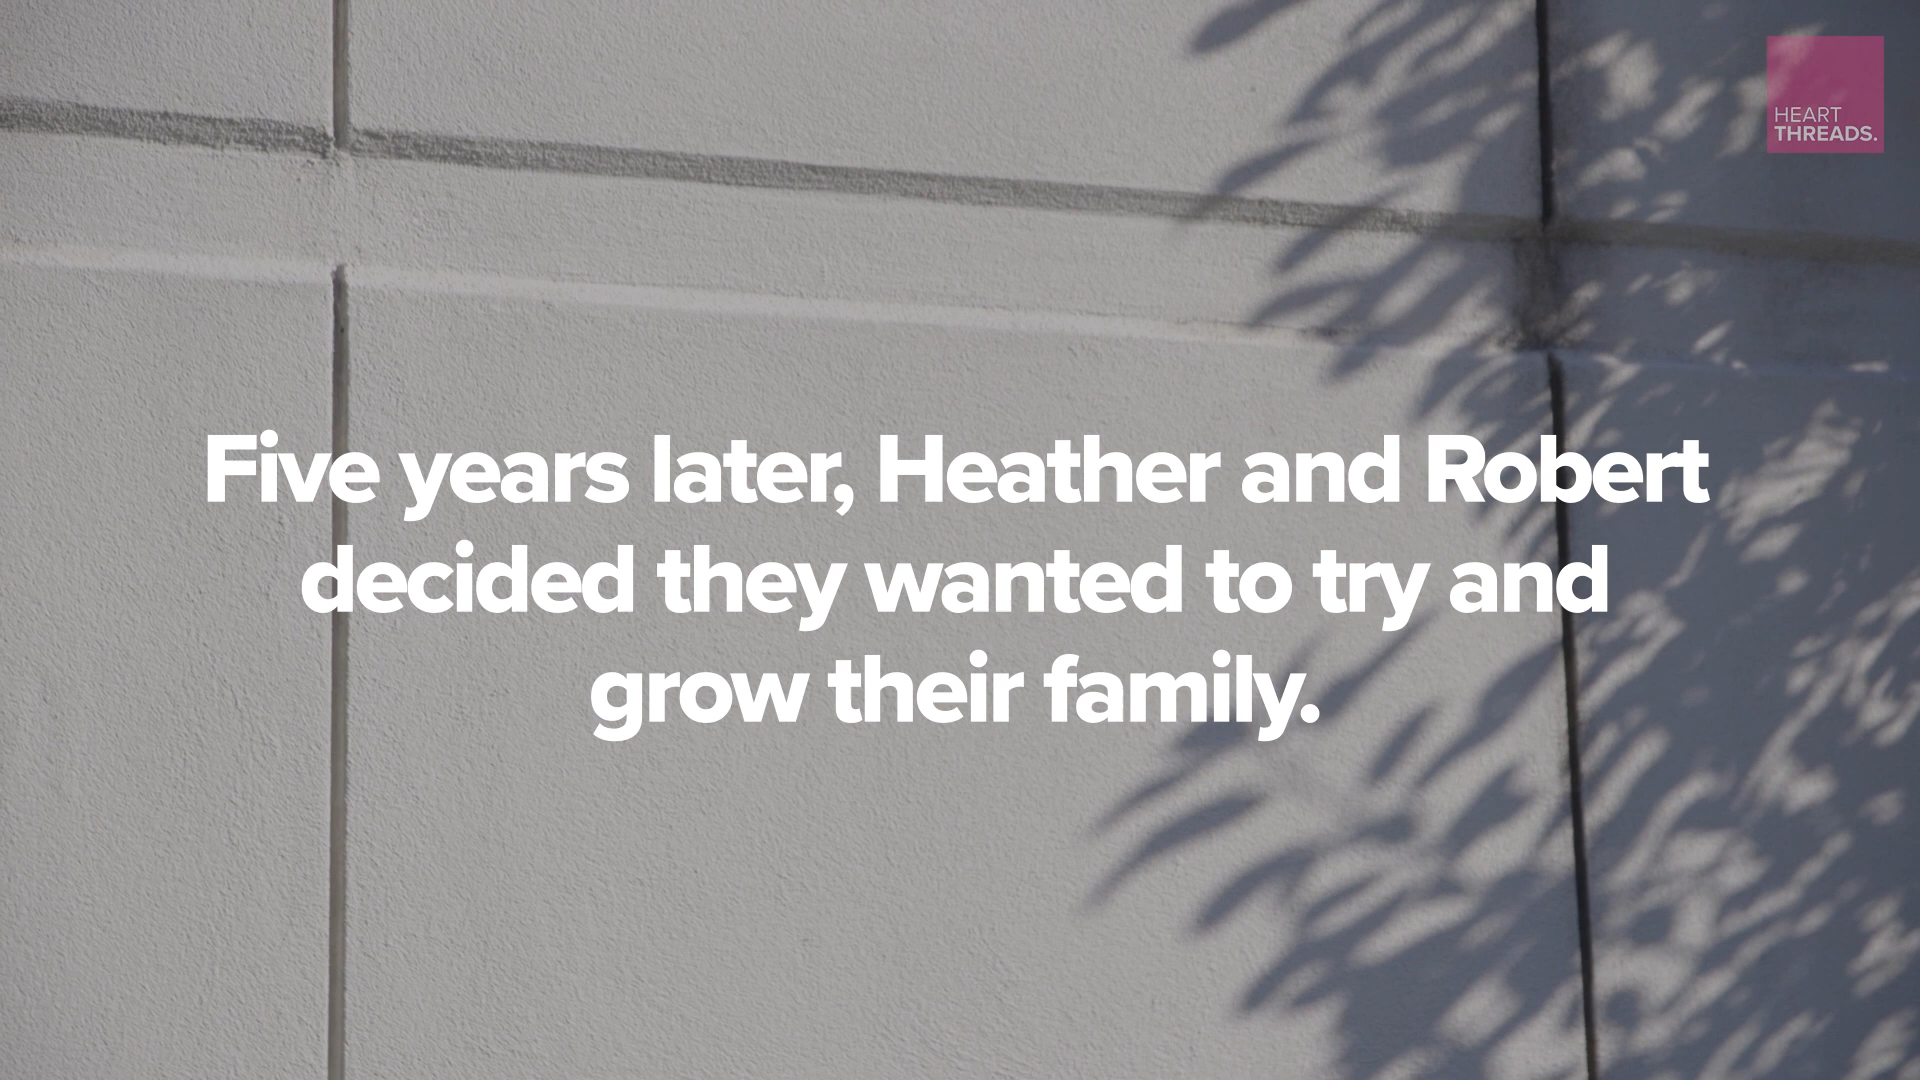 HEART
THREADS.
Five years later, Heather and Robert
decided they wanted to try and
grow their family.